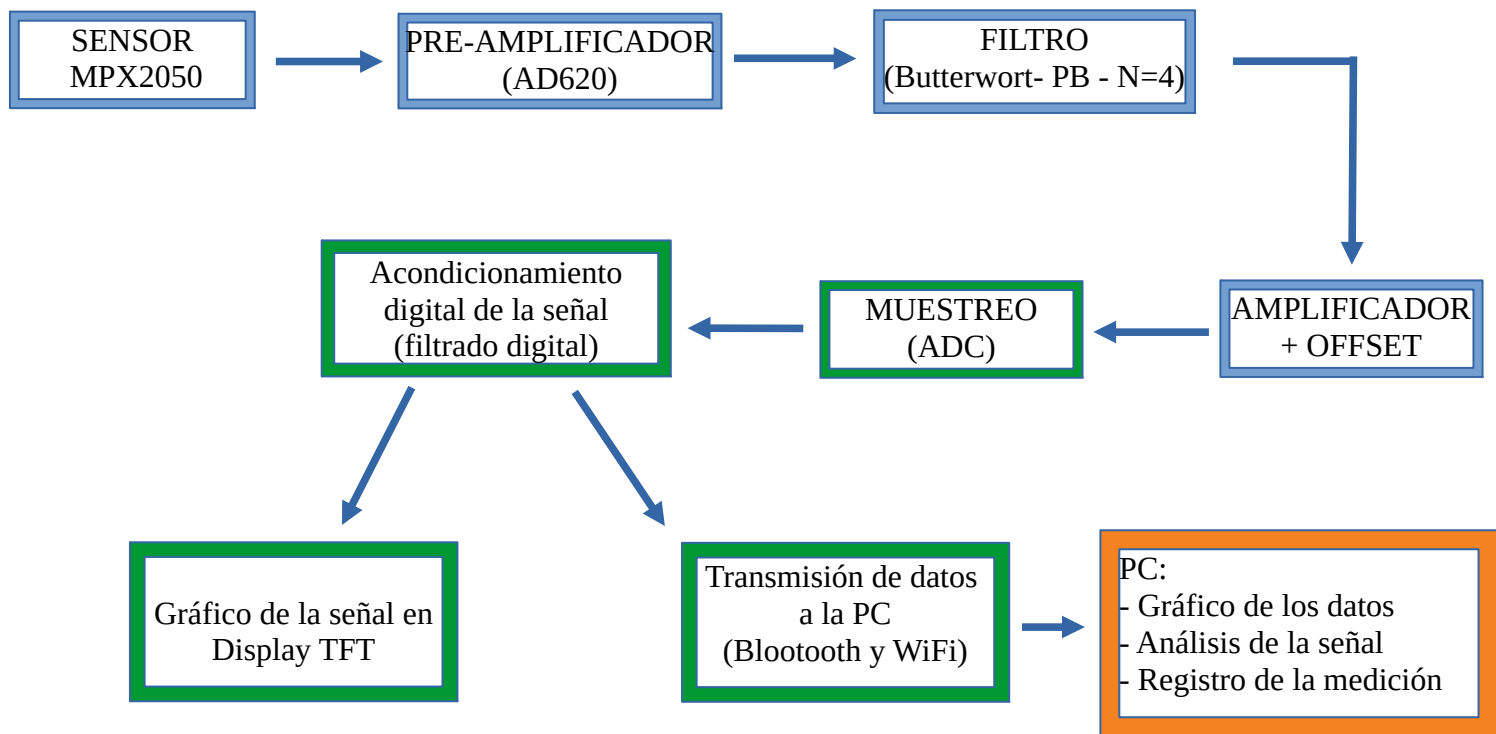 SENSOR
MPX2050
PRE-AMPLIFICADOR
(AD620)
FILTRO
(Butterwort- PB - N=4)
AMPLIFICADOR
+ OFFSET
MUESTREO
(ADC)
Acondicionamiento
digital de la señal
(filtrado digital)
Gráfico de la señal en
Display TFT
Transmisión de datos
a la PC
(Blootooth y WiFi)
PC:
- Gráfico de los datos
- Análisis de la señal
- Registro de la medición